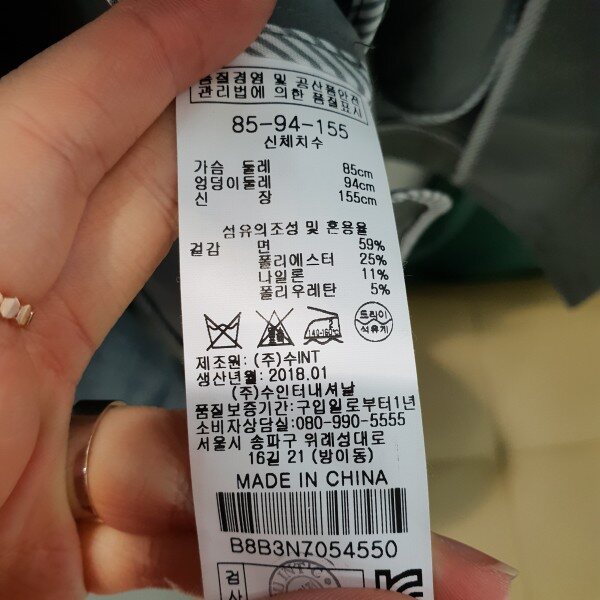 품질경영 및 공산품안전
관리법에 의한 품질표시
85-94-155
신체치수
가슴 둘레 85cm
엉덩이둘레 94cm
신 장 155cm
섬유의조성 및 혼용율
겉감 면 59%
폴리에스터 25%
나일론 11%
폴리우레탄 5%
140~160℃
드라이
석유계
제조원: (주)수INT
생산년월: 2018.01
(주)수인터내셔날
품질보증기간:구입일로부터1년
소비자상담실:080-990-5555
서울시 송파구 위례성대로
16길 21 (방이동)
MADE IN CHINA
B8B3N7054550
검
사